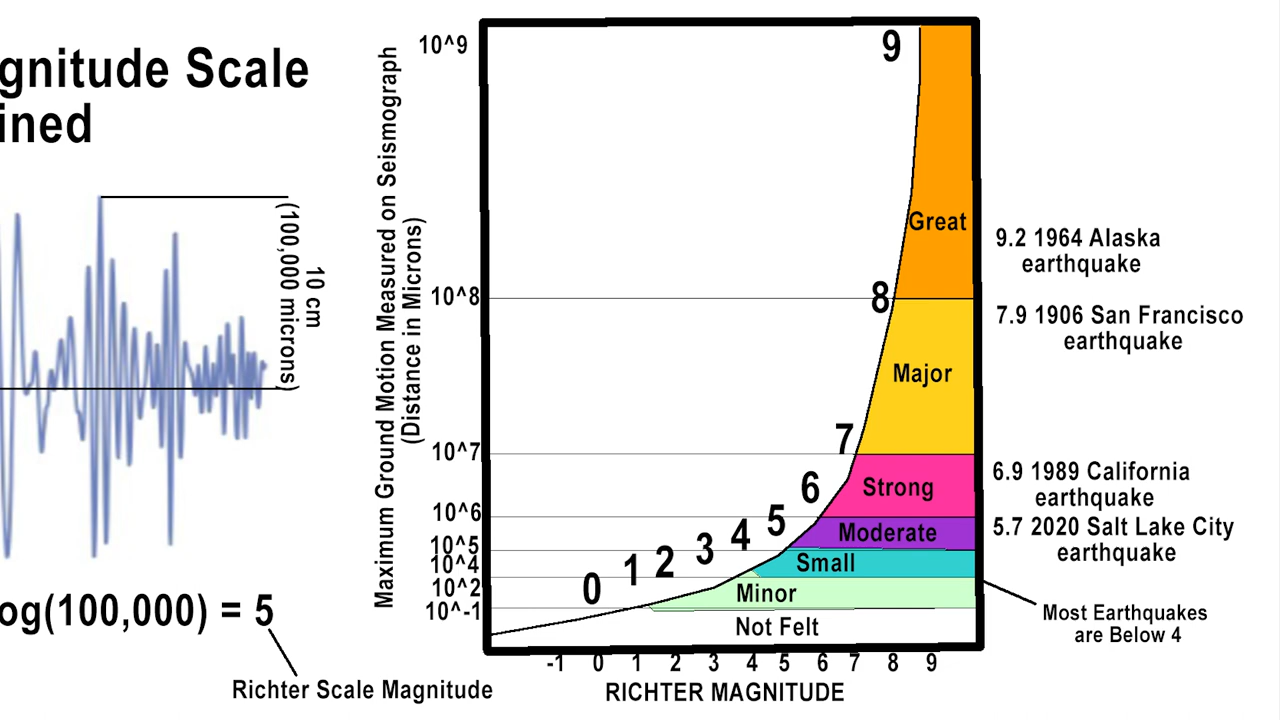 gnitude Scale
ined
10 cm
(100,000 microns)
og(100,000) = 5
Richter Scale Magnitude
Maximum Ground Motion Measured on Seismograph
(Distance in Microns)
10^9
10^8
10^7
10^6
10^5
10^4
10^2
10^-1
9
8
7
6
5
4
3
2
1
0
Great
Major
Strong
Moderate
Small
Minor
Not Felt
-1 0 1 2 3 4 5 6 7 8 9
RICHTER MAGNITUDE
9.2 1964 Alaska
earthquake
7.9 1906 San Francisco
earthquake
6.9 1989 California
earthquake
5.7 2020 Salt Lake City
earthquake
Most Earthquakes
are Below 4